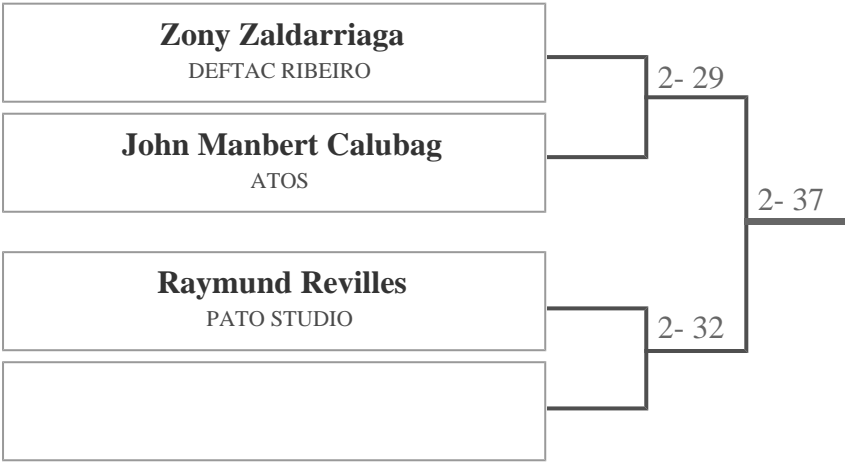 Zony Zaldarriaga
DEFTAC RIBEIRO
2- 29
John Manbert Calubag
ATOS
2- 37
Raymund Revilles
PATO STUDIO
2- 32